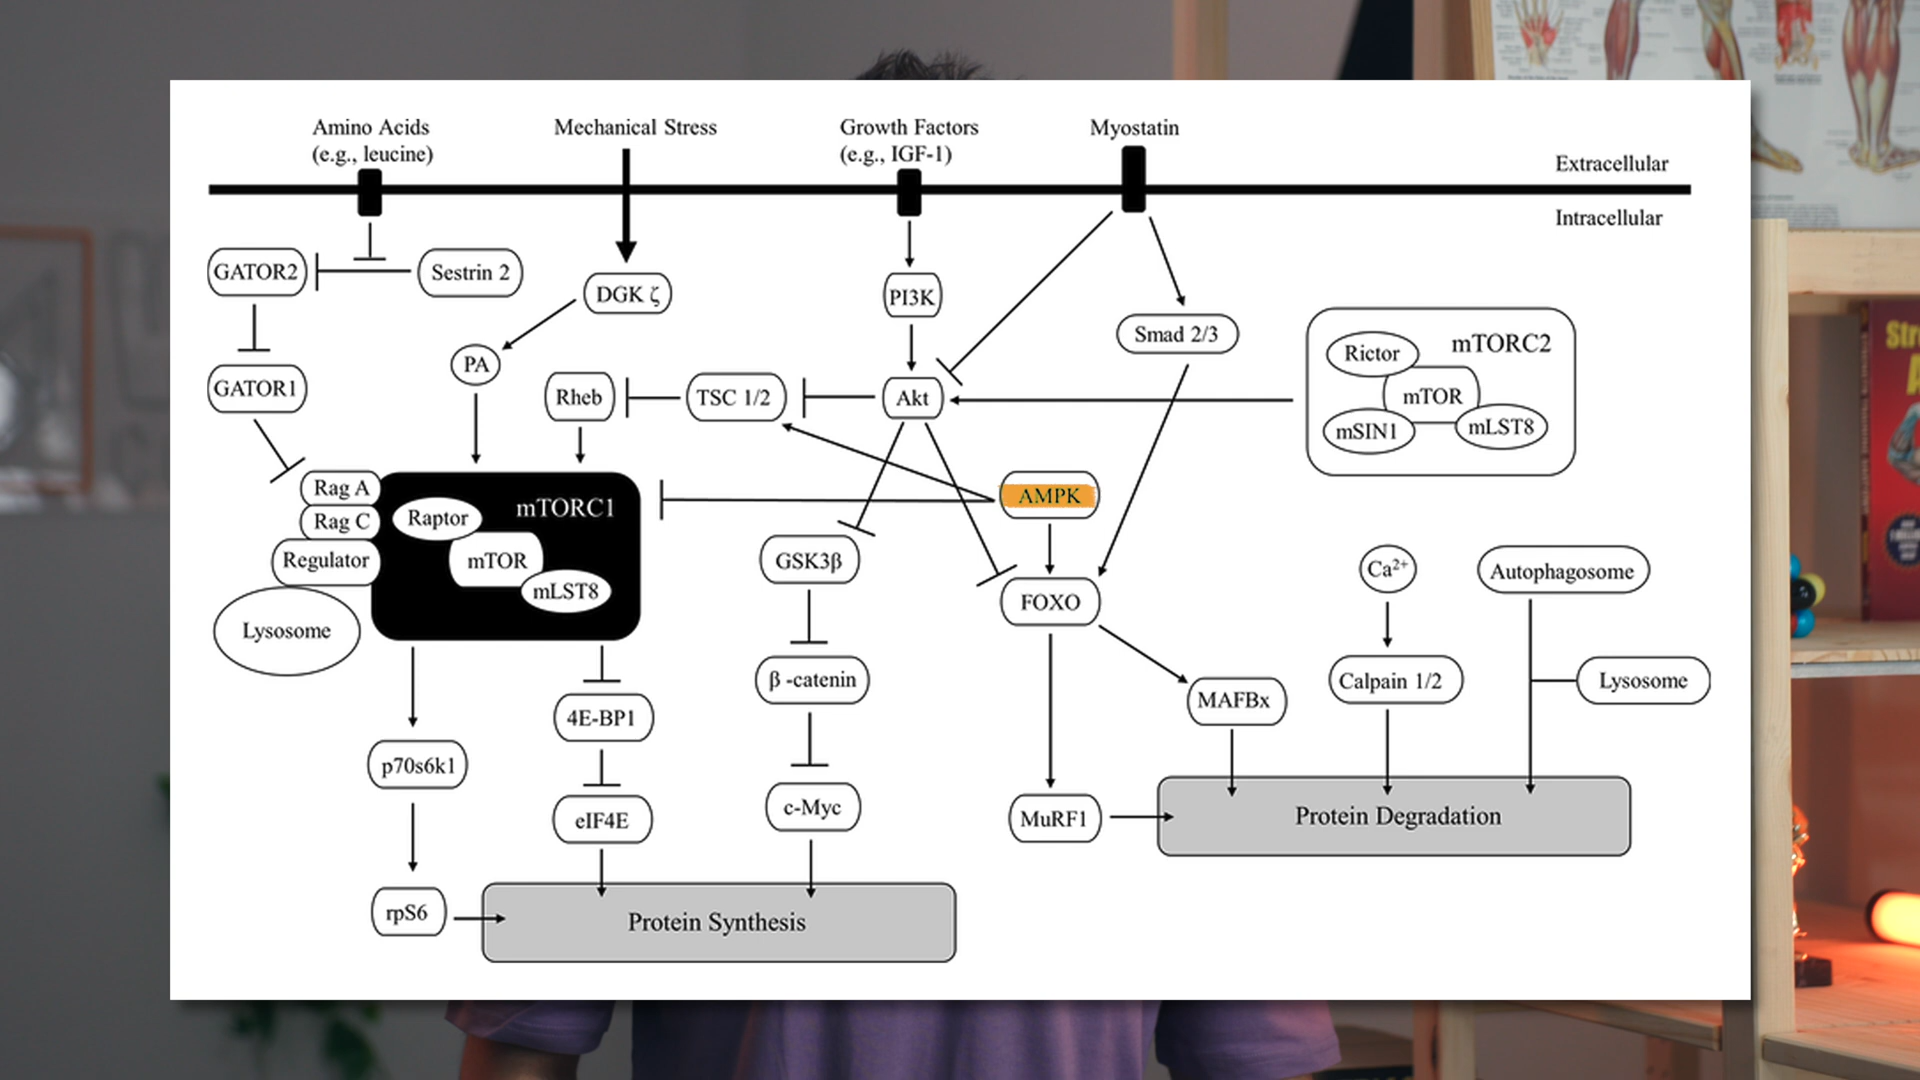 Amino Acids
(e.g., leucine)
Mechanical Stress
Growth Factors
(e.g., IGF-1)
Myostatin
Extracellular
Intracellular
GATOR2
Sestrin 2
DGK ζ
PI3K
Smad 2/3
PA
GATOR1
Rheb
TSC 1/2
Akt
Rictor
mTORC2
mTOR
mSIN1
mLST8
Rag A
Rag C
Regulator
Lysosome
Raptor
mTORC1
mTOR
mLST8
AMPK
GSK3β
FOXO
Ca²⁺
Autophagosome
β -catenin
MAFBx
Calpain 1/2
Lysosome
4E-BP1
p70s6k1
eIF4E
c-Myc
MuRF1
Protein Degradation
rpS6
Protein Synthesis